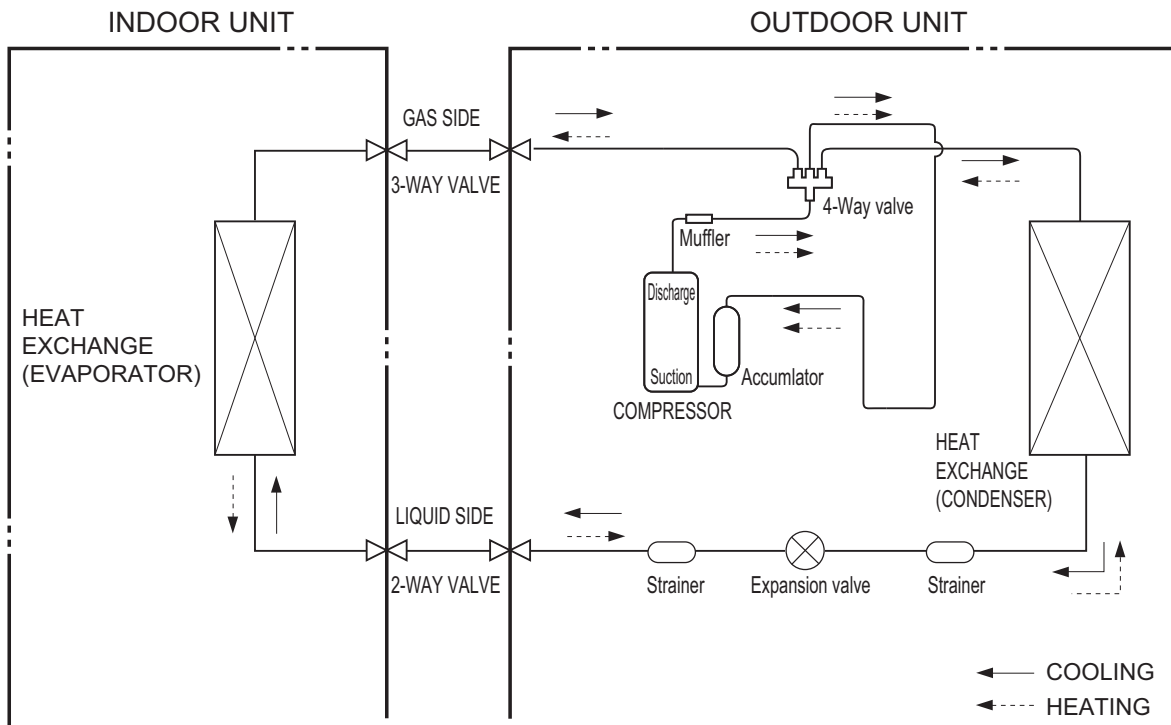 INDOOR UNIT
OUTDOOR UNIT
GAS SIDE
3-WAY VALVE
4-Way valve
Muffler
Discharge
Suction
COMPRESSOR
Accumlator
HEAT
EXCHANGE
(EVAPORATOR)
HEAT
EXCHANGE
(CONDENSER)
LIQUID SIDE
2-WAY VALVE
Strainer
Expansion valve
Strainer
COOLING
HEATING